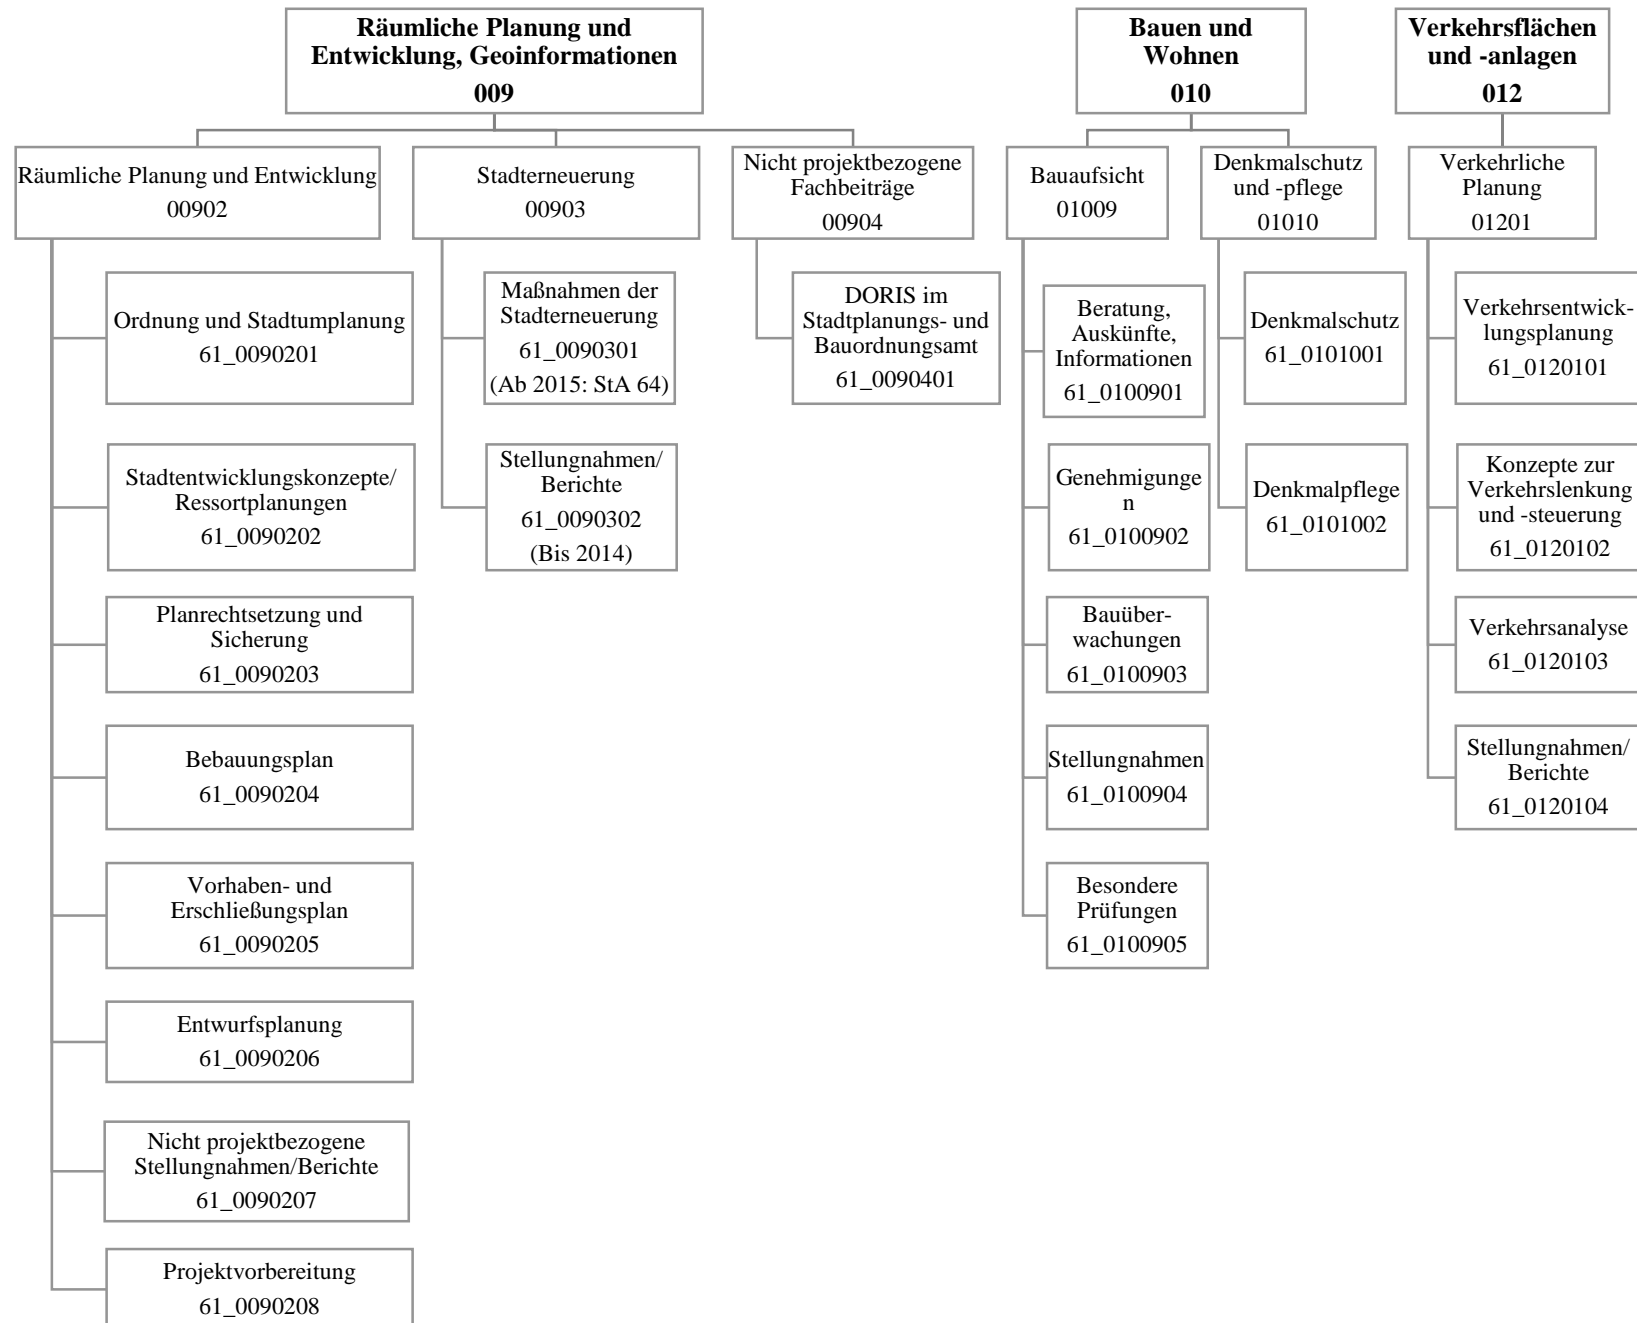 Räumliche Planung und
Entwicklung, Geoinformationen
009
Bauen und
Wohnen
010
Verkehrsflächen
und -anlagen
012
Räumliche Planung und Entwicklung
00902
Stadterneuerung
00903
Nicht projektbezogene
Fachbeiträge
00904
Bauaufsicht
01009
Denkmalschutz
und -pflege
01010
Verkehrliche
Planung
01201
Ordnung und Stadtumplanung
61_0090201
Maßnahmen der
Stadterneuerung
61_0090301
(Ab 2015: StA 64)
DORIS im
Stadtplanungs- und
Bauordnungsamt
61_0090401
Beratung,
Auskünfte,
Informationen
61_0100901
Denkmalschutz
61_0101001
Verkehrsentwick-
lungsplanung
61_0120101
Stadtentwicklungskonzepte/
Ressortplanungen
61_0090202
Stellungnahmen/
Berichte
61_0090302
(Bis 2014)
Genehmigunge
n
61_0100902
Denkmalpflege
61_0101002
Konzepte zur
Verkehrslenkung
und -steuerung
61_0120102
Planrechtsetzung und
Sicherung
61_0090203
Bauüber-
wachungen
61_0100903
Verkehrsanalyse
61_0120103
Bebauungsplan
61_0090204
Stellungnahmen
61_0100904
Stellungnahmen/
Berichte
61_0120104
Vorhaben- und
Erschließungsplan
61_0090205
Besondere
Prüfungen
61_0100905
Entwurfsplanung
61_0090206
Nicht projektbezogene
Stellungnahmen/Berichte
61_0090207
Projektvorbereitung
61_0090208